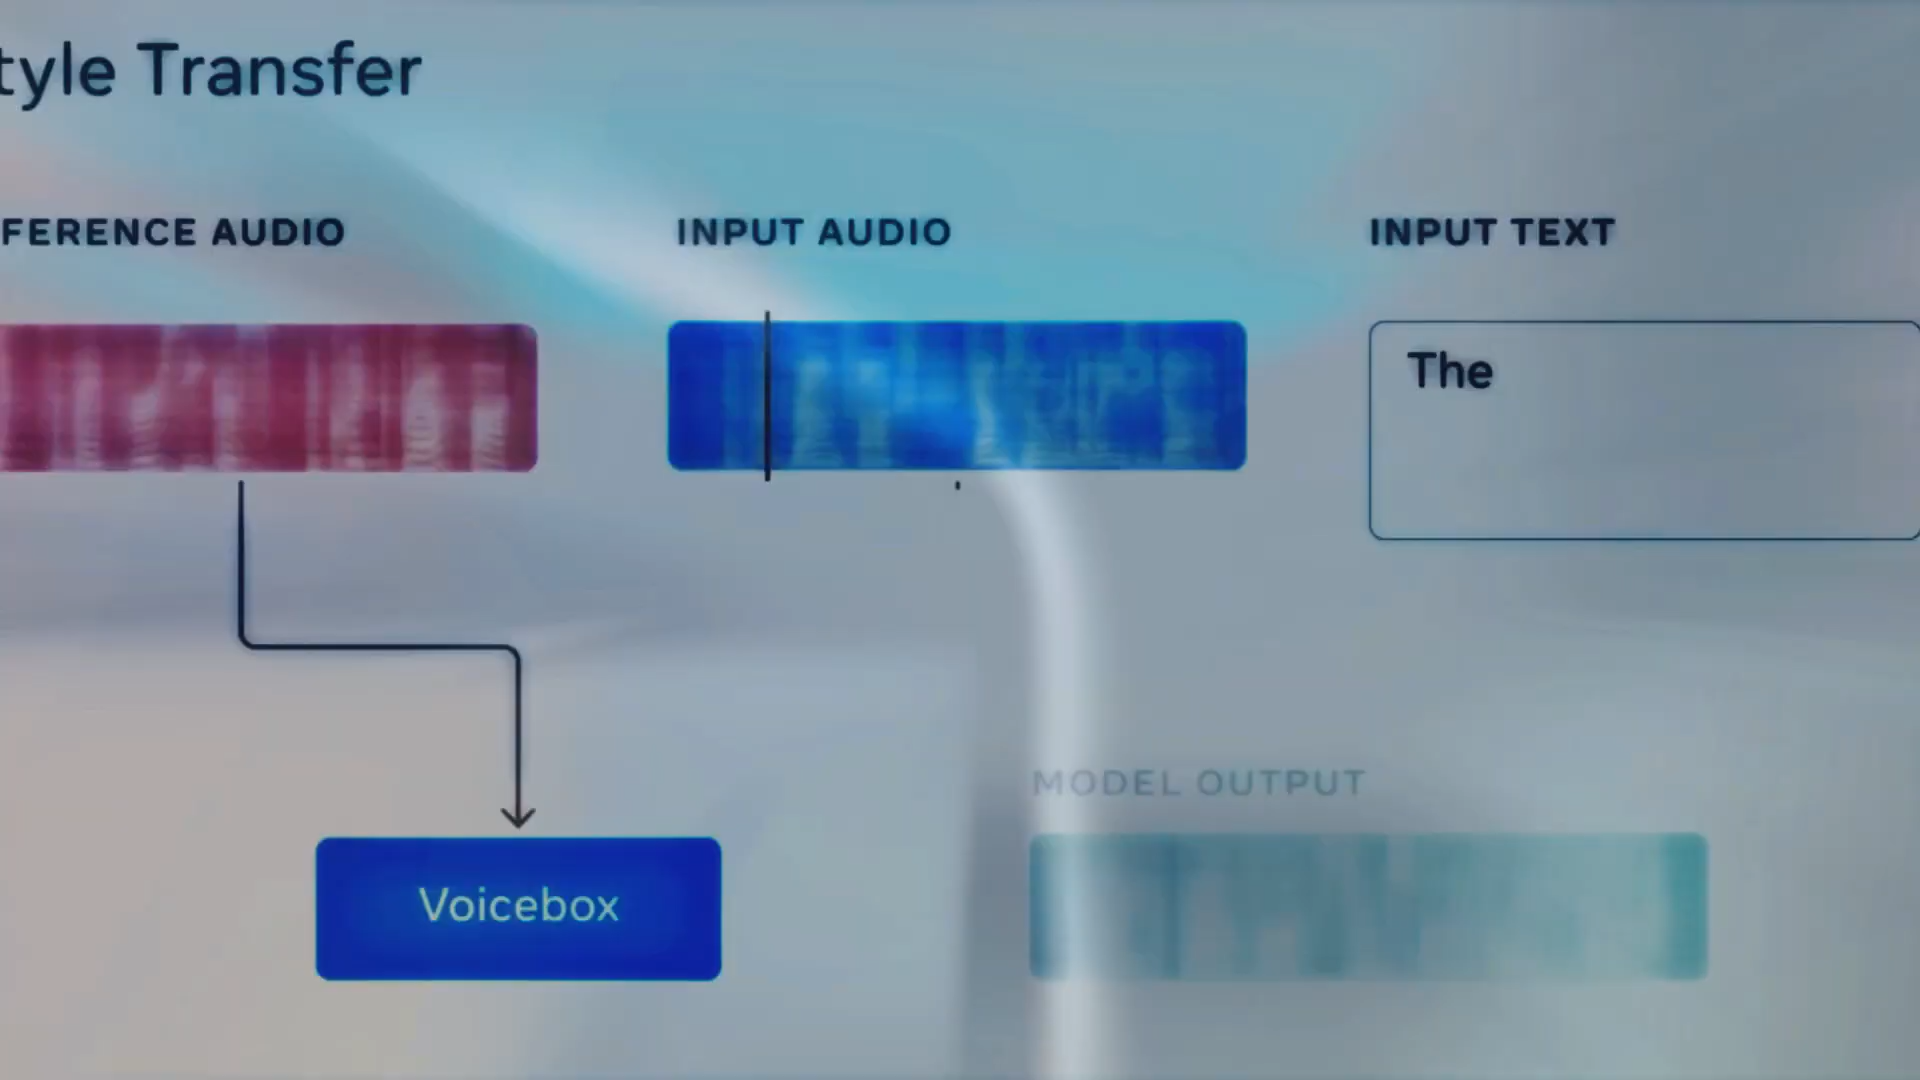 tyle Transfer
FERENCE AUDIO
INPUT AUDIO
INPUT TEXT
The
MODEL OUTPUT
Voicebox